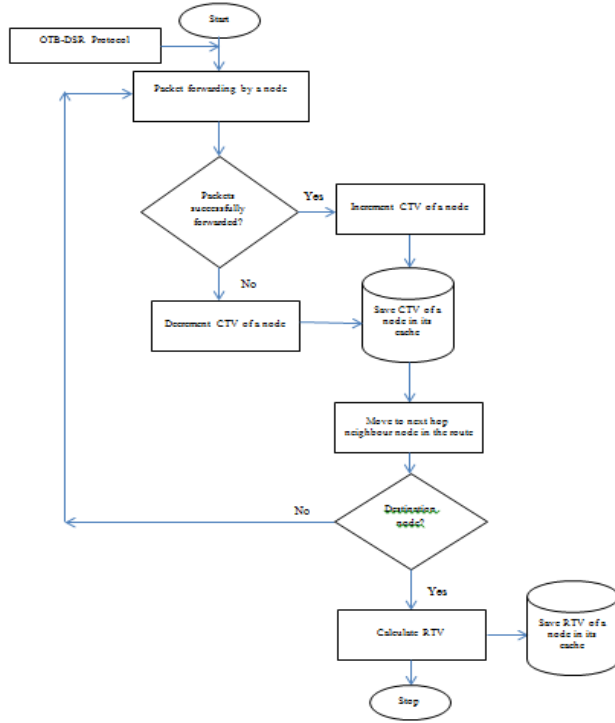 Start
OTB-DSR Protocol
Packet forwarding by a node
Packets
successfully
forwarded?
Yes
Increment CTV of a node
No
Decrement CTV of a node
Save CTV of a
node in its
cache
Move to next hop
neighbour node in the route
Destination
node?
No
Yes
Calculate RTV
Save RTV of a
node in its
cache
Stop